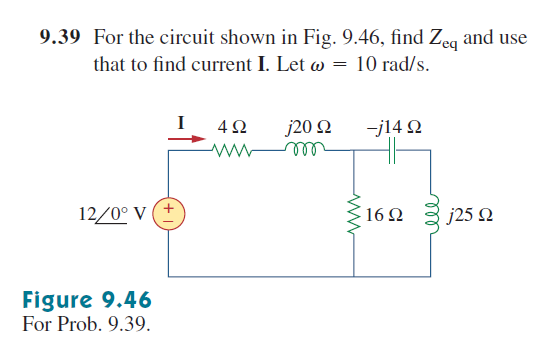 9.39 For the circuit shown in Fig. 9.46, find Zeq and use
that to find current I. Let ω = 10 rad/s.
I 4 Ω j20 Ω −j14 Ω
12/0° V + − 16 Ω j25 Ω
Figure 9.46
For Prob. 9.39.